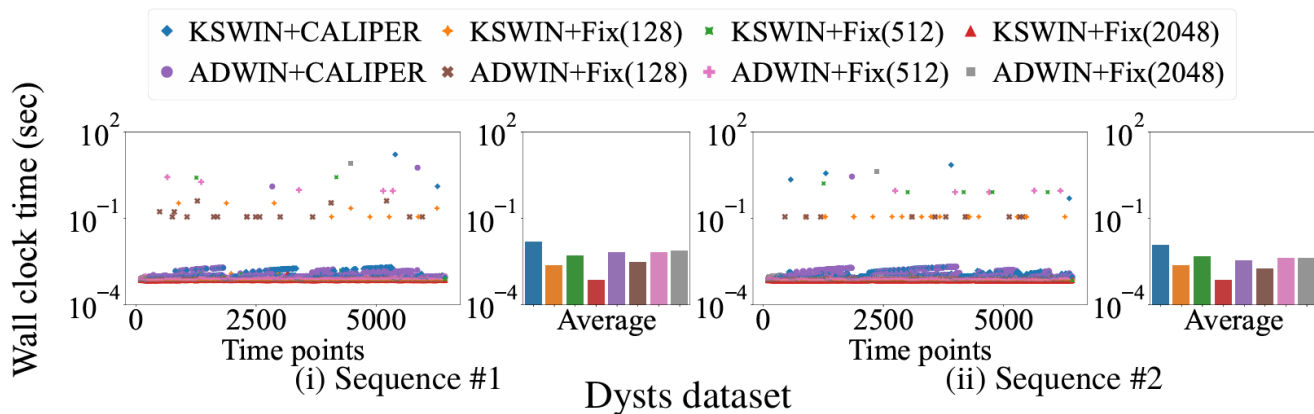 KSWIN+CALIPER KSWIN+Fix(128) KSWIN+Fix(512) KSWIN+Fix(2048)
ADWIN+CALIPER ADWIN+Fix(128) ADWIN+Fix(512) ADWIN+Fix(2048)
Wall clock time (sec)
10^2 10^2 10^2 10^2
10^-1 10^-1 10^-1 10^-1
10^-4 10^-4 10^-4 10^-4
0 2500 5000 0 2500 5000
Time points Average Time points Average
(i) Sequence #1 (ii) Sequence #2
Dysts dataset